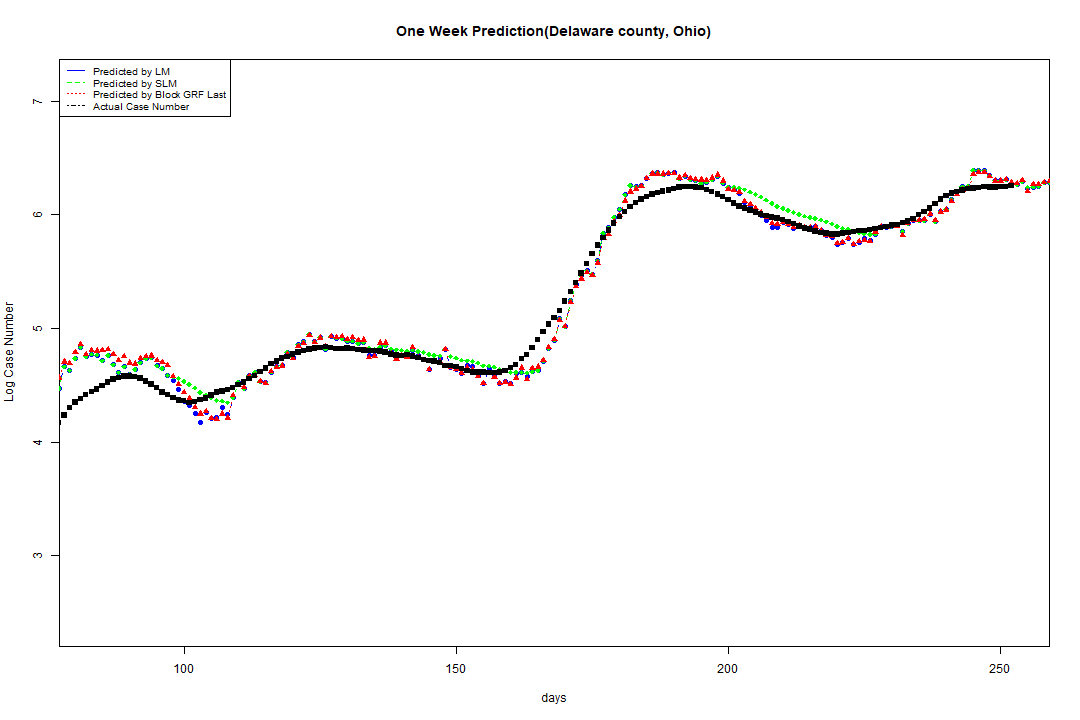 One Week Prediction(Delaware county, Ohio)
Predicted by LM
Predicted by SLM
Predicted by Block GRF Last
Actual Case Number
7
6
5
4
3
Log Case Number
100 150 200 250
days